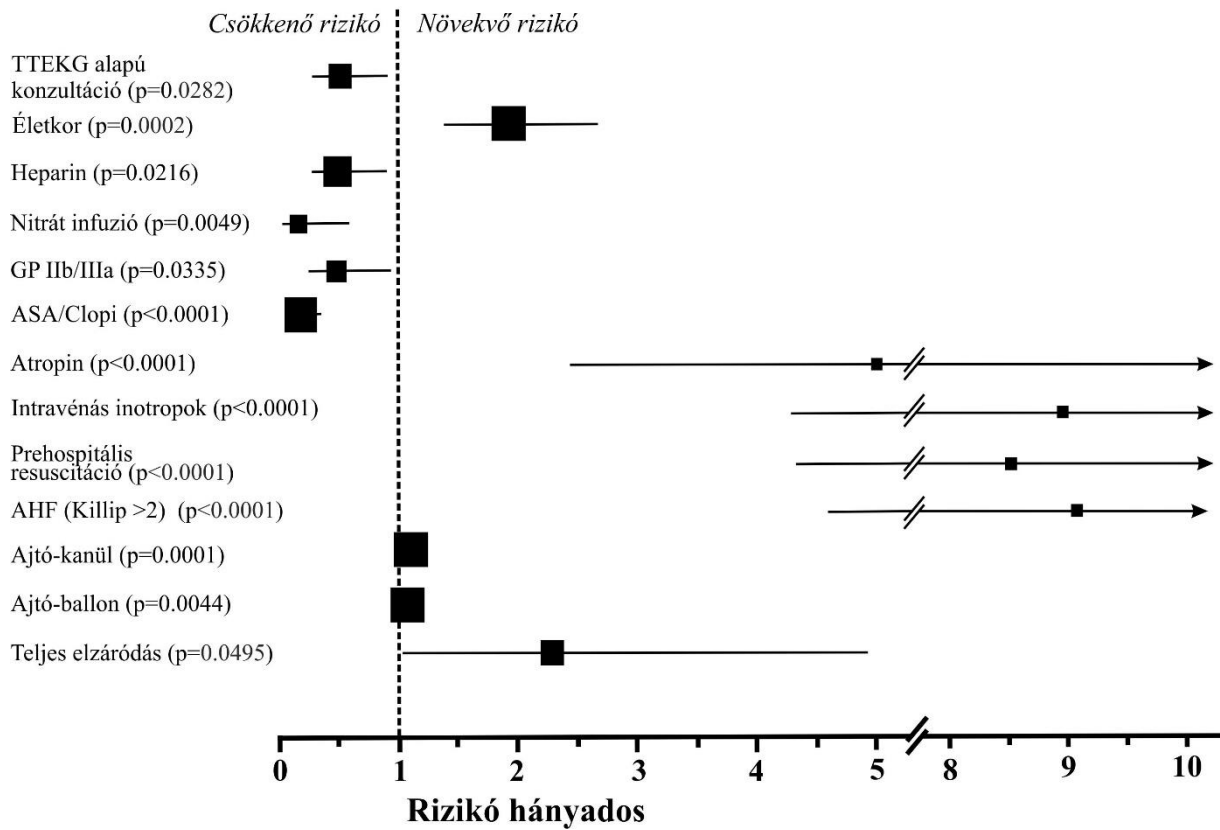 Csökkenő rizikó
Növekvő rizikó
TTEKG alapú
konzultáció (p=0.0282)
Életkor (p=0.0002)
Heparin (p=0.0216)
Nitrát infuzió (p=0.0049)
GP IIb/IIIa (p=0.0335)
ASA/Clopi (p<0.0001)
Atropin (p<0.0001)
Intravénás inotropok (p<0.0001)
Prehospitális
resuscitáció (p<0.0001)
AHF (Killip >2) (p<0.0001)
Ajtó-kanül (p=0.0001)
Ajtó-ballon (p=0.0044)
Teljes elzáródás (p=0.0495)
0 1 2 3 4 5 8 9 10
Rizikó hányados